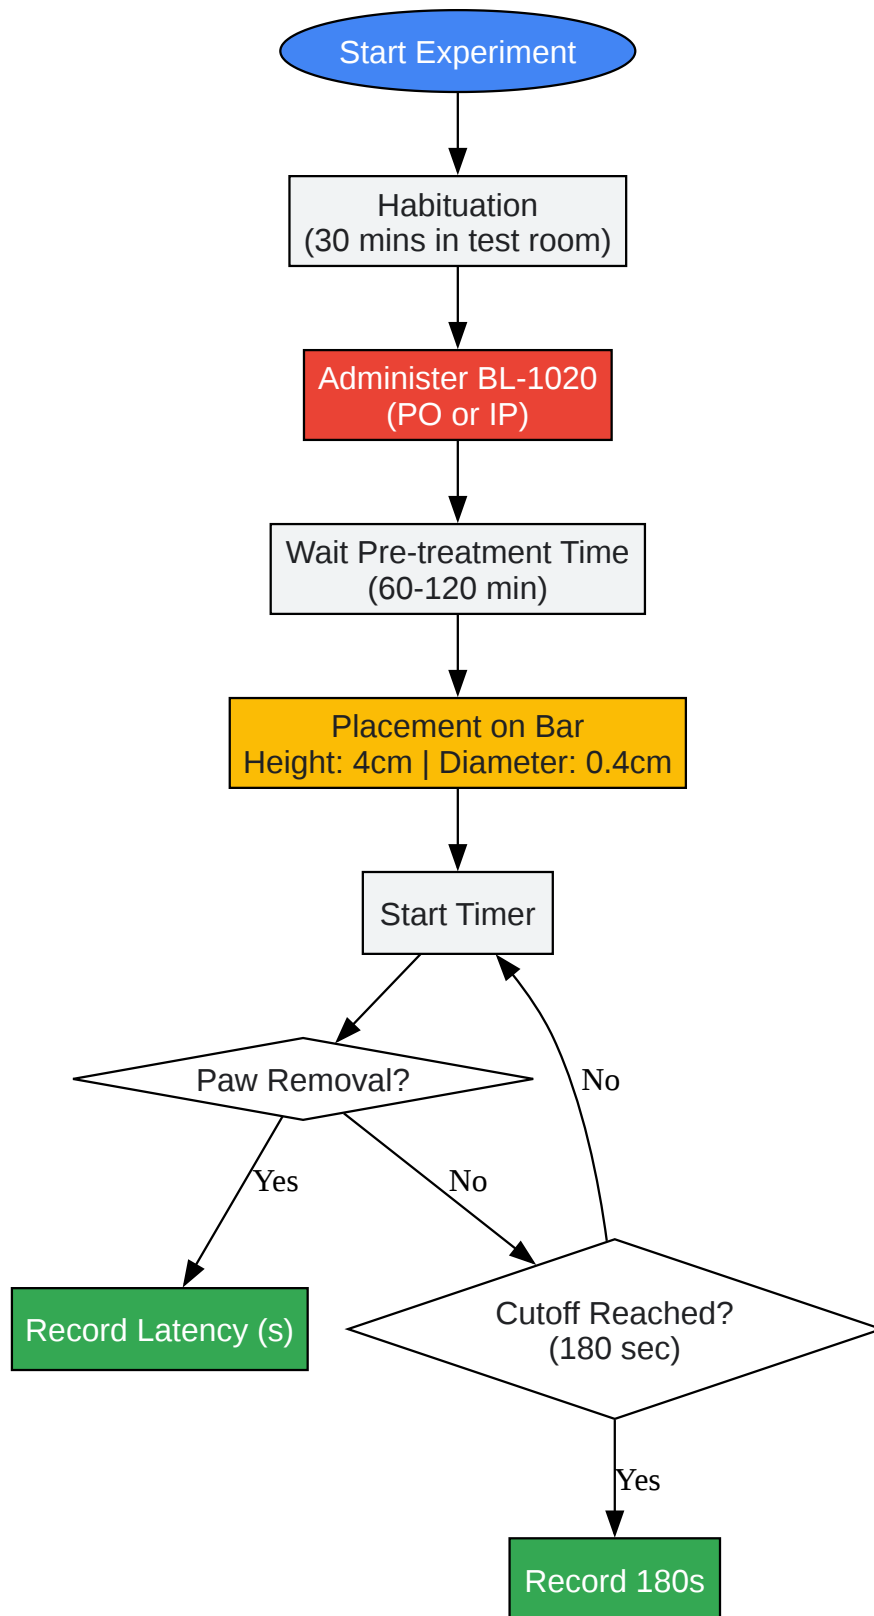 Start Experiment
Habituation
(30 mins in test room)
Administer BL-1020
(PO or IP)
Wait Pre-treatment Time
(60-120 min)
Placement on Bar
Height: 4cm | Diameter: 0.4cm
Start Timer
Paw Removal?
No
Yes
No
Record Latency (s)
Cutoff Reached?
(180 sec)
Yes
Record 180s